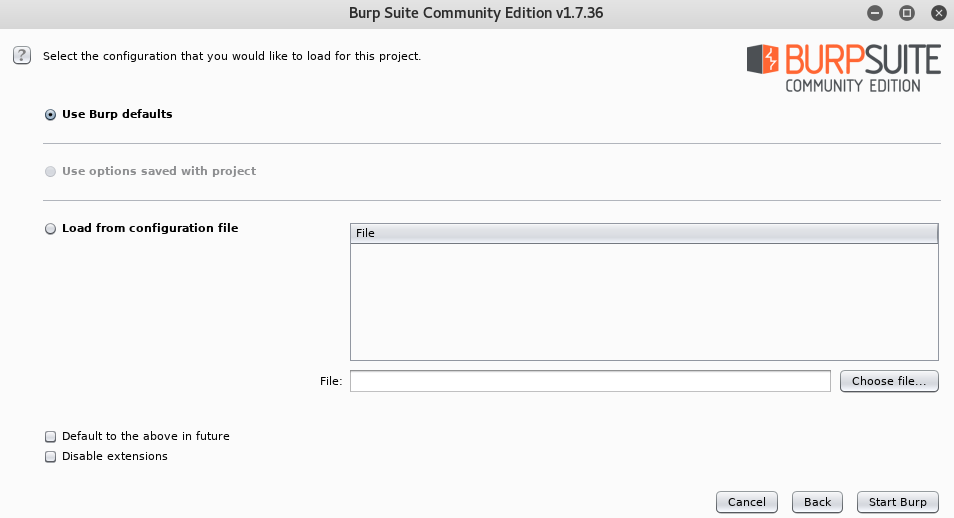 Burp Suite Community Edition v1.7.36
? Select the configuration that you would like to load for this project.
BURPSUITE
COMMUNITY EDITION
Use Burp defaults
Use options saved with project
Load from configuration file
File
File:
Choose file...
Default to the above in future
Disable extensions
Cancel Back Start Burp